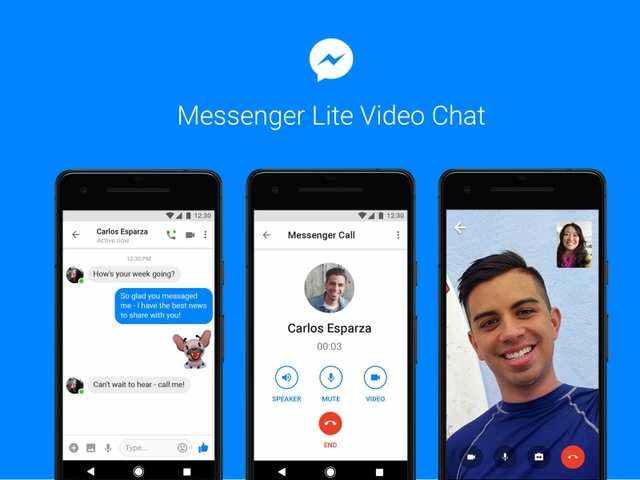 Messenger Lite Video Chat
12:30
Carlos Esparza
Active now
12:30 PM
How's your week going?
So glad you messaged
me - I have the best news
to share with you!
Can't wait to hear - call me!
Type...
12:30
Messenger Call
Carlos Esparza
00:03
SPEAKER MUTE VIDEO
END
12:30